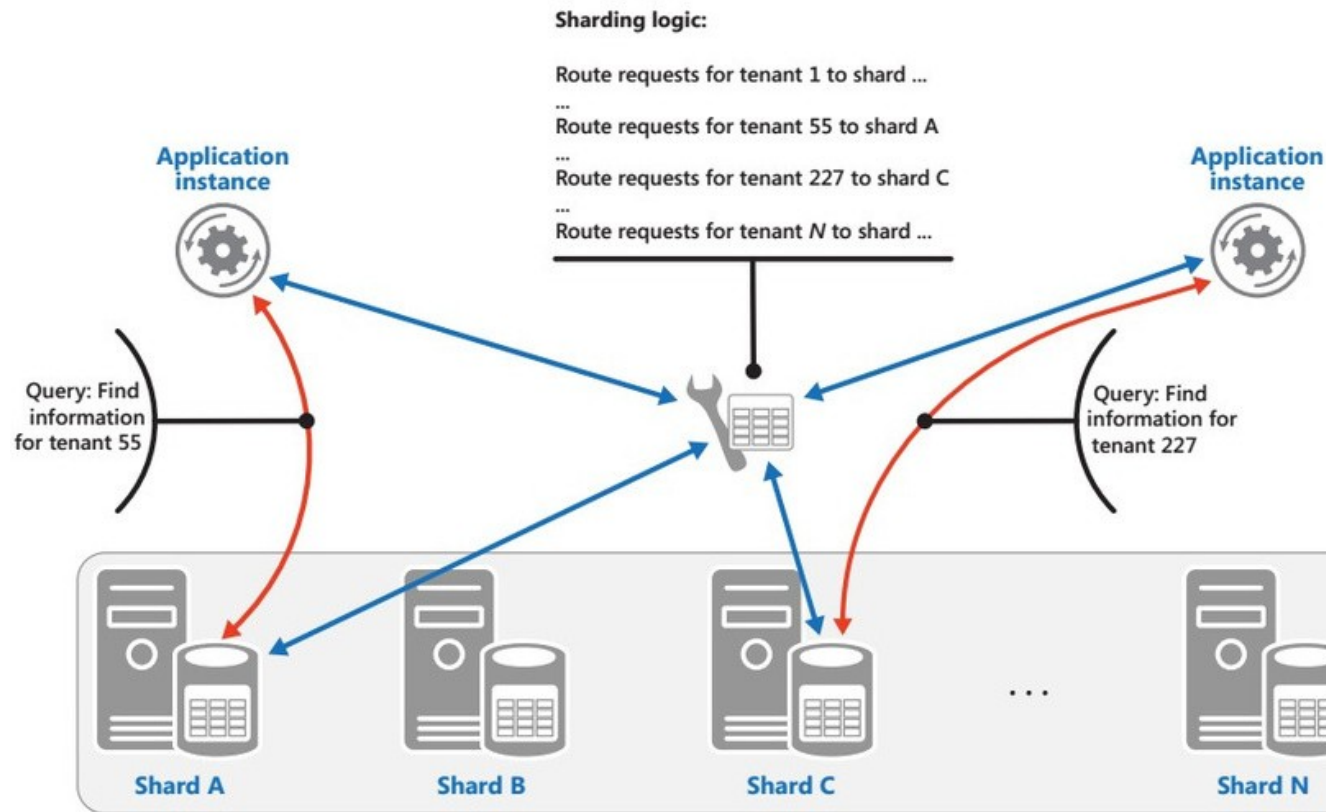 Sharding logic:
Route requests for tenant 1 to shard ...
...
Route requests for tenant 55 to shard A
...
Route requests for tenant 227 to shard C
...
Route requests for tenant N to shard ...
Application
instance
Application
instance
Query: Find
information
for tenant 55
Query: Find
information for
tenant 227
...
Shard A
Shard B
Shard C
Shard N